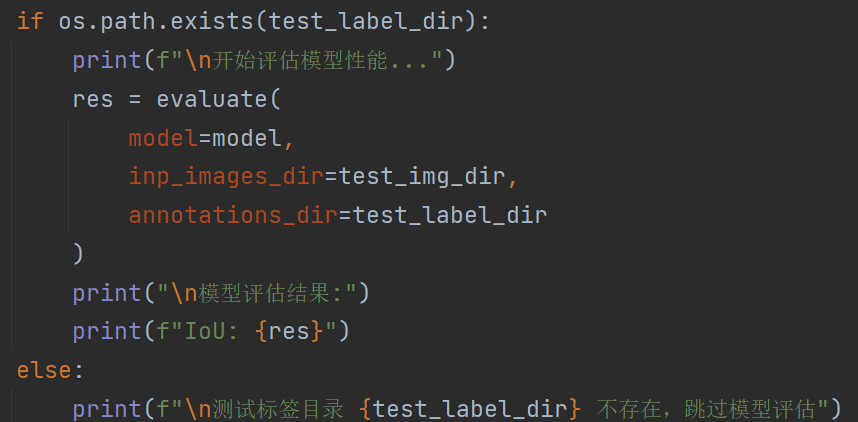 if os.path.exists(test_label_dir):
    print(f"\n开始评估模型性能...")
    res = evaluate(
        model=model,
        inp_images_dir=test_img_dir,
        annotations_dir=test_label_dir
    )
    print("\n模型评估结果:")
    print(f"IoU: {res}")
else:
    print(f"\n测试标签目录 {test_label_dir} 不存在，跳过模型评估")